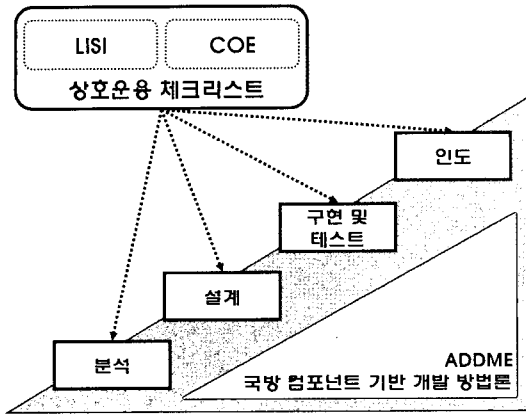 LISI COE
상호운용 체크리스트
인도
구현 및
테스트
설계
분석
ADDME
국방 컴포넌트 기반 개발 방법론